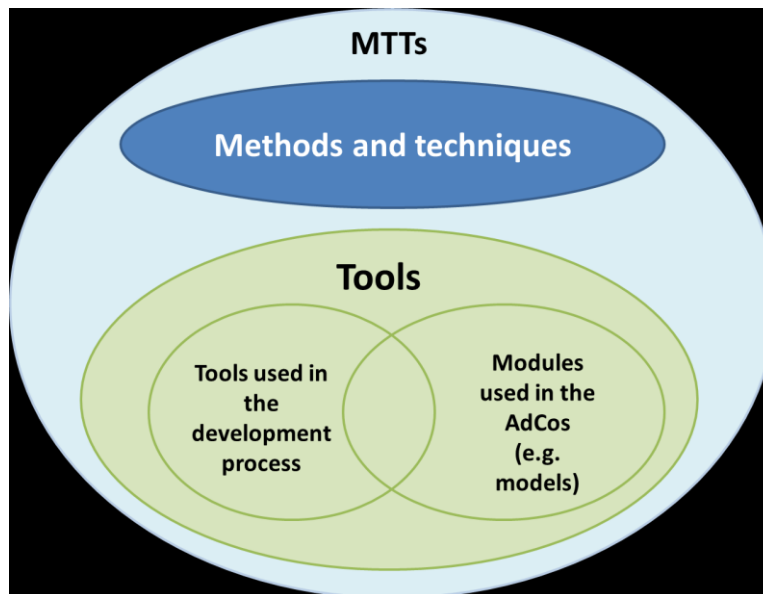 MTTs
Methods and techniques
Tools
Tools used in
the
development
process
Modules
used in the
AdCos
(e.g.
models)